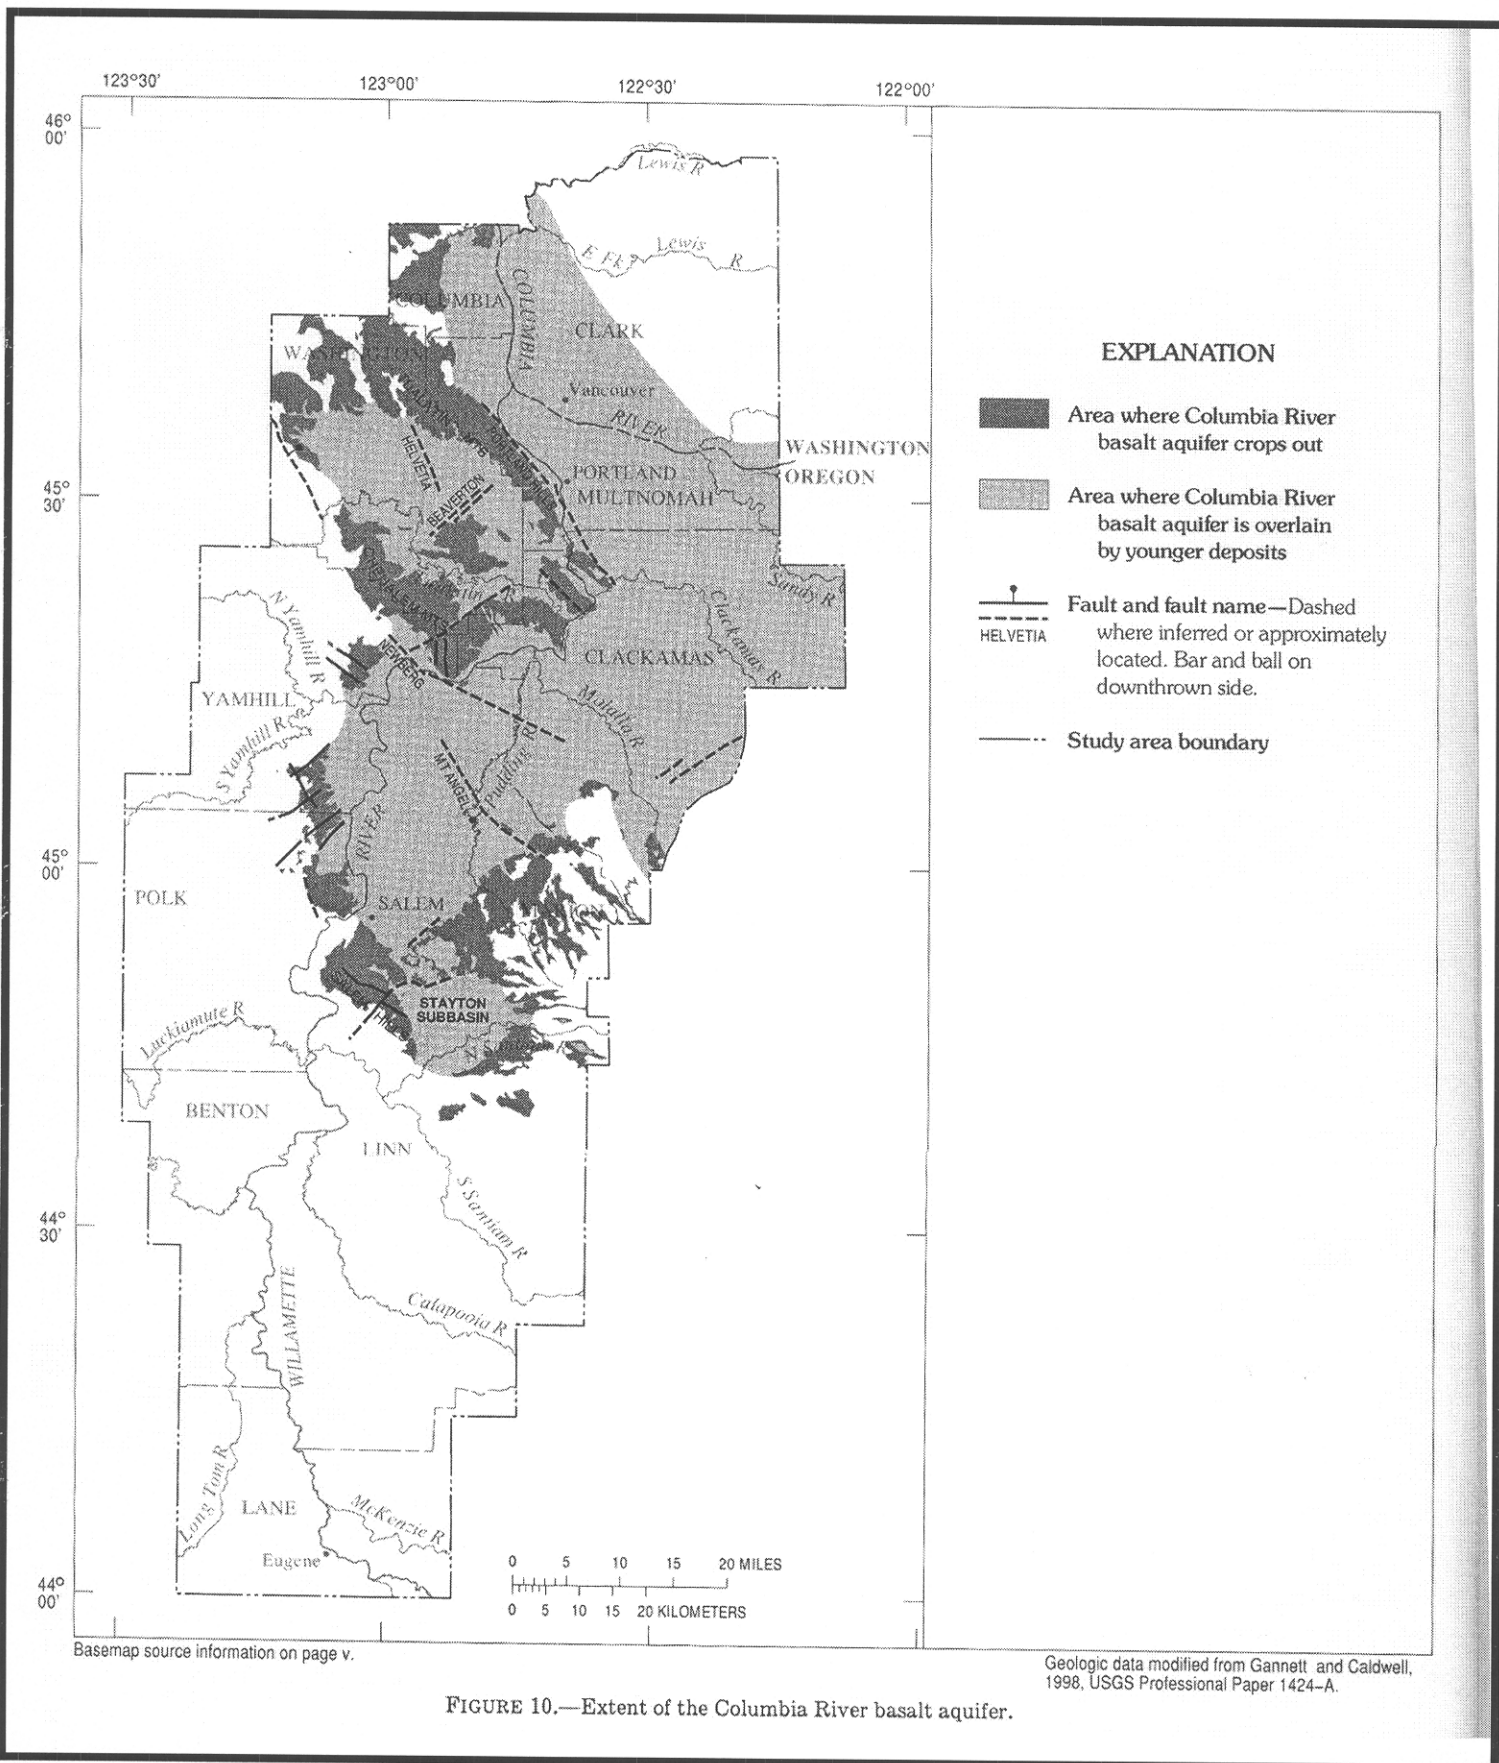 123°30'
123°00'
122°30'
122°00'
46°
00'
Lewis R
E Fk
Lewis
R
COLUMBIA
COLUMBIA
CLARK
WASHINGTON
Vancouver
RIVER
HELVETIA
WASHINGTON
OREGON
PORTLAND
MULTNOMAH
BEAVERTON
45°
30'
Sandy R
Clackamas R
N Yamhill R
NEWBERG
CLACKAMAS
YAMHILL
Molalla R
S Yamhill R
Pudding R
MT ANGEL
RIVER
45°
00'
POLK
SALEM
STAYTON
SUBBASIN
HILLS
Luckiamute R
BENTON
LINN
S Santiam R
44°
30'
WILLAMETTE
Calapooia R
Long Tom R
LANE
McKenzie R
Eugene
44°
00'
0 5 10 15 20 MILES
0 5 10 15 20 KILOMETERS
EXPLANATION
Area where Columbia River
basalt aquifer crops out
Area where Columbia River
basalt aquifer is overlain
by younger deposits
HELVETIA
Fault and fault name—Dashed
where inferred or approximately
located. Bar and ball on
downthrown side.
Study area boundary
Basemap source information on page v.
Geologic data modified from Gannett and Caldwell,
1998, USGS Professional Paper 1424–A.
FIGURE 10.—Extent of the Columbia River basalt aquifer.